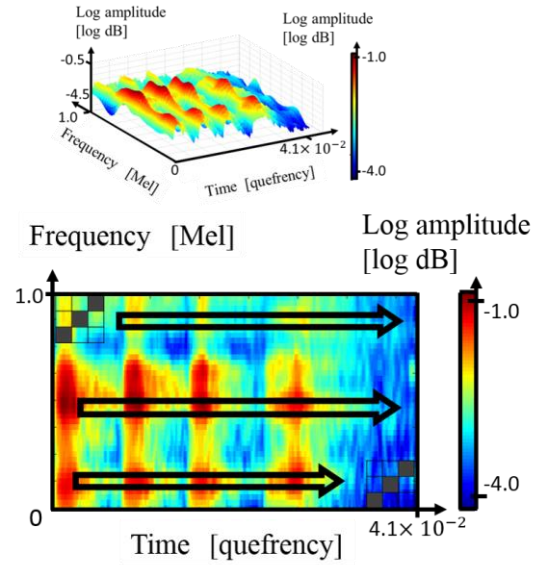 Log amplitude
[log dB]
Log amplitude
[log dB]
-0.5
-1.0
-4.5
1.0
Frequency [Mel]
0
Time [quefrency]
4.1 × 10⁻²
-4.0
Frequency [Mel]
Log amplitude
[log dB]
1.0
-1.0
-4.0
0
4.1× 10⁻²
Time [quefrency]